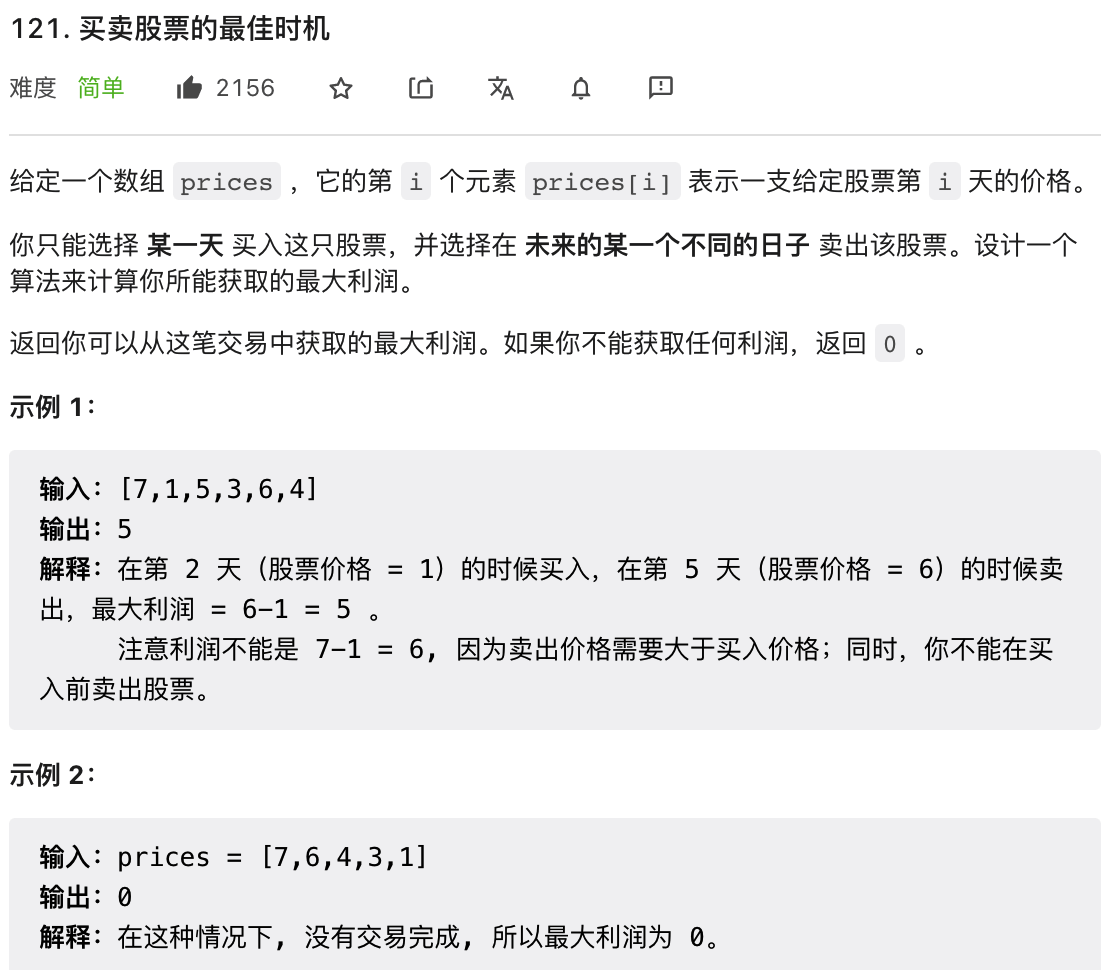 121. 买卖股票的最佳时机
难度 简单 2156
给定一个数组 prices ，它的第 i 个元素 prices[i] 表示一支给定股票第 i 天的价格。
你只能选择 某一天 买入这只股票，并选择在 未来的某一个不同的日子 卖出该股票。设计一个
算法来计算你所能获取的最大利润。
返回你可以从这笔交易中获取的最大利润。如果你不能获取任何利润，返回 0 。
示例 1：
输入：[7,1,5,3,6,4]
输出：5
解释：在第 2 天（股票价格 = 1）的时候买入，在第 5 天（股票价格 = 6）的时候卖
出，最大利润 = 6-1 = 5 。
注意利润不能是 7-1 = 6, 因为卖出价格需要大于买入价格；同时，你不能在买
入前卖出股票。
示例 2：
输入：prices = [7,6,4,3,1]
输出：0
解释：在这种情况下, 没有交易完成, 所以最大利润为 0。